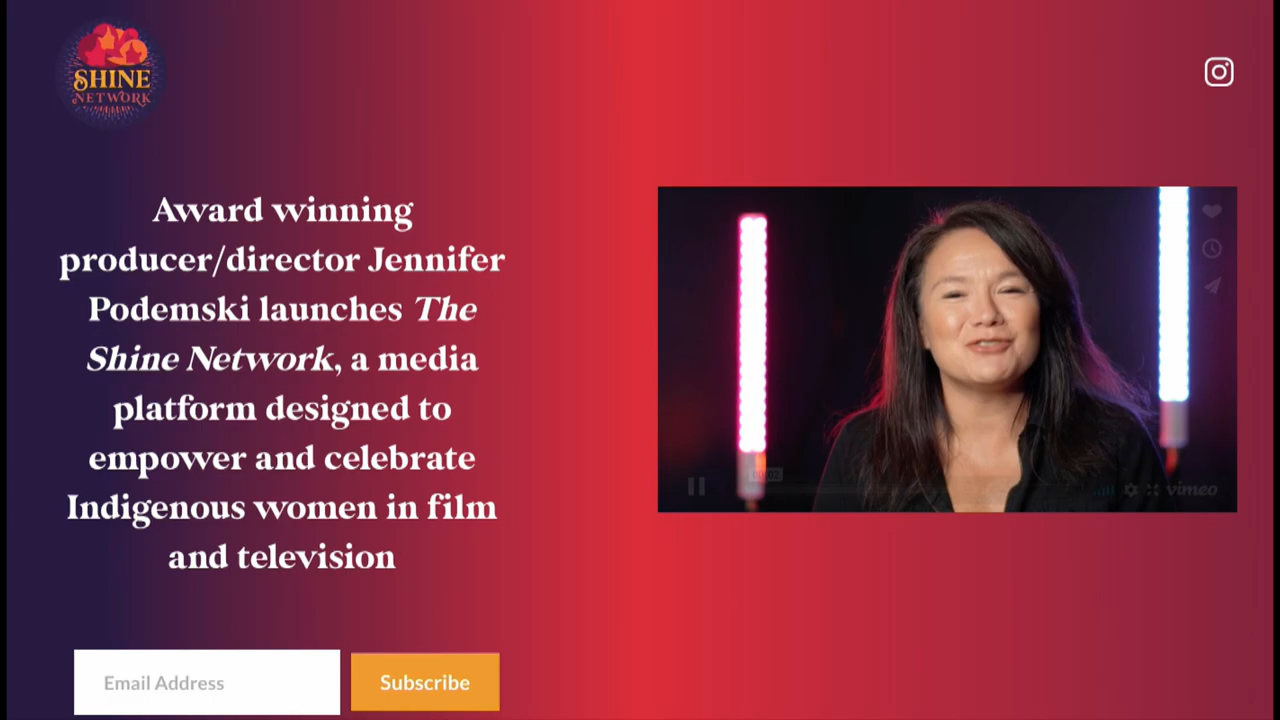 SHINE
NETWORK
Award winning
producer/director Jennifer
Podemski launches The
Shine Network, a media
platform designed to
empower and celebrate
Indigenous women in film
and television
vimeo
Email Address
Subscribe